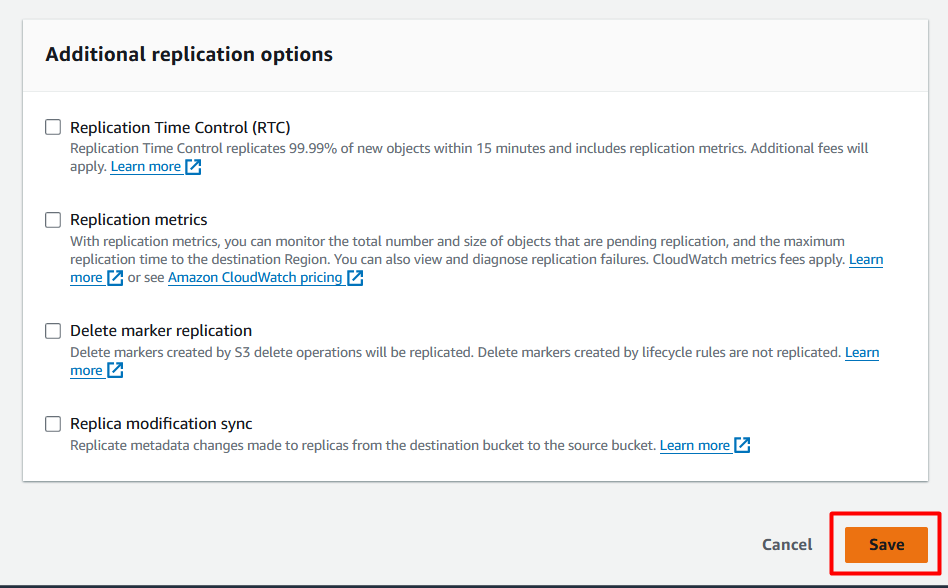 Additional replication options
Replication Time Control (RTC)
Replication Time Control replicates 99.99% of new objects within 15 minutes and includes replication metrics. Additional fees will
apply. Learn more
Replication metrics
With replication metrics, you can monitor the total number and size of objects that are pending replication, and the maximum
replication time to the destination Region. You can also view and diagnose replication failures. CloudWatch metrics fees apply. Learn
more or see Amazon CloudWatch pricing
Delete marker replication
Delete markers created by S3 delete operations will be replicated. Delete markers created by lifecycle rules are not replicated. Learn
more
Replica modification sync
Replicate metadata changes made to replicas from the destination bucket to the source bucket. Learn more
Cancel Save